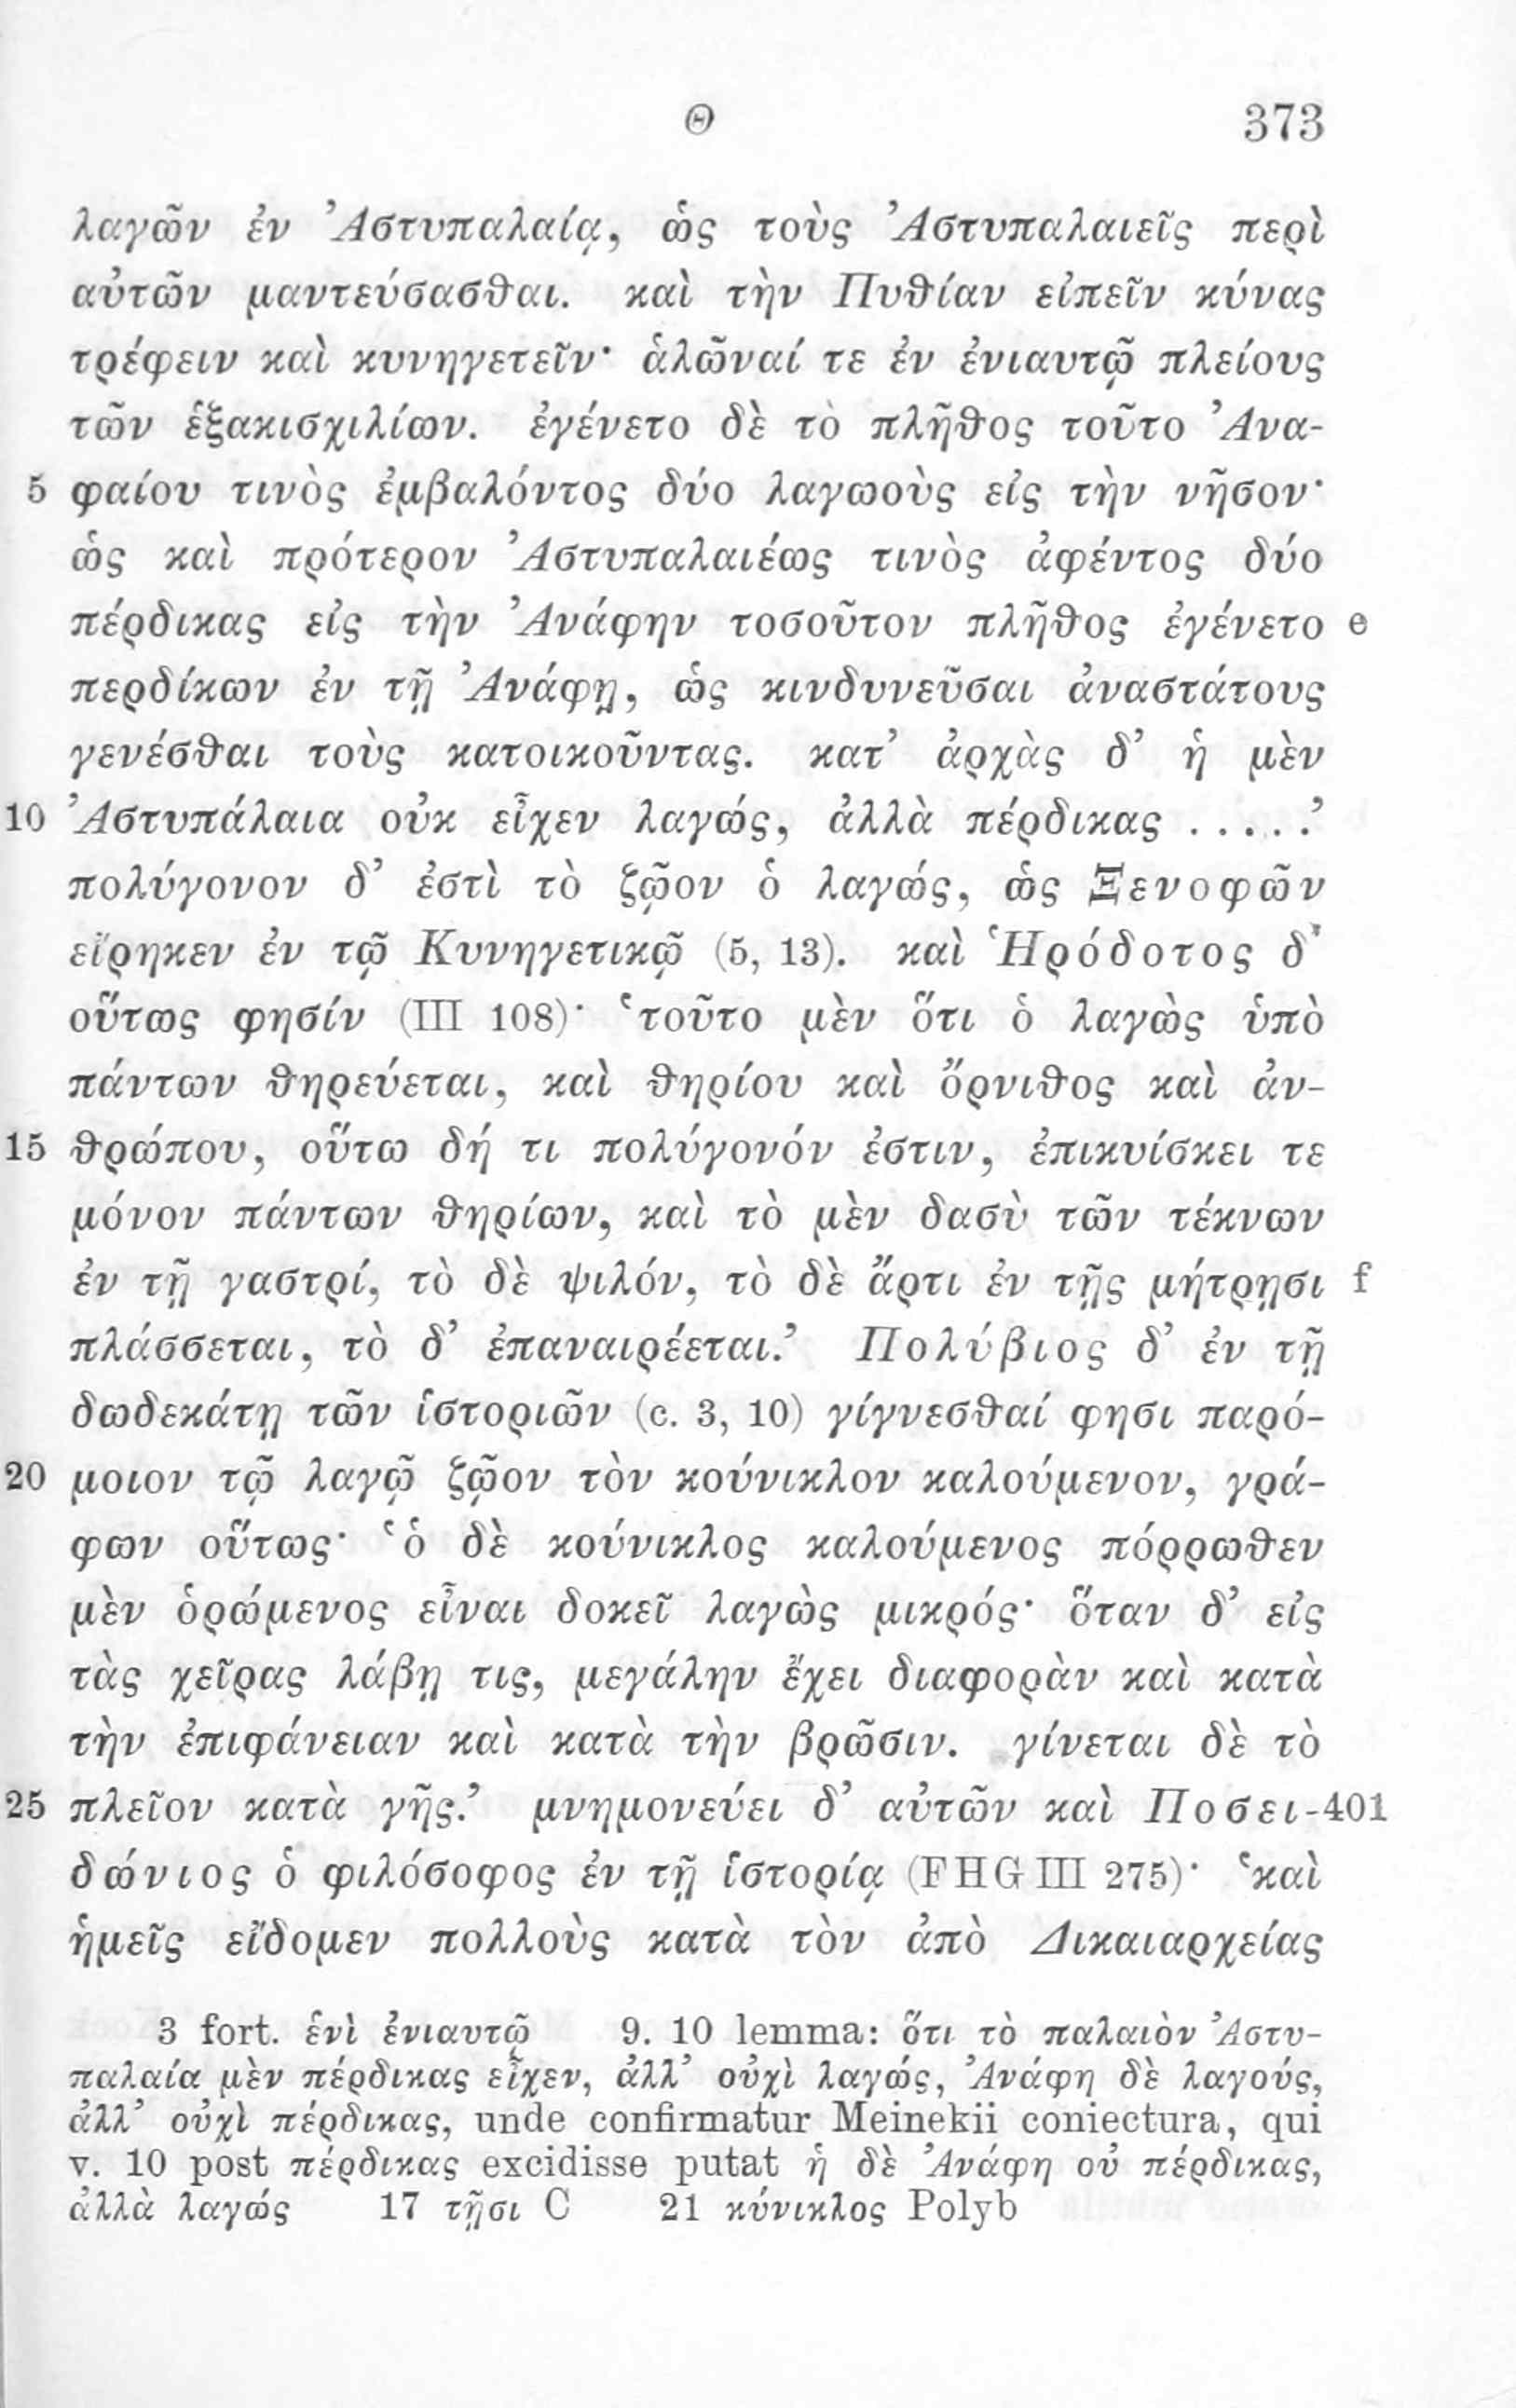 Θ 373
λαγῶν ἐν Ἀστυπαλαίᾳ, ὡς τοὺς Ἀστυπαλαιεῖς περὶ
αὐτῶν μαντεύσασθαι. καὶ τὴν Πυθίαν εἰπεῖν κύνας
τρέφειν καὶ κυνηγετεῖν· ἁλῶναί τε ἐν ἐνιαυτῷ πλείους
τῶν ἑξακισχιλίων. ἐγένετο δὲ τὸ πλῆθος τοῦτο Ἀνα-
5 φαίου τινὸς ἐμβαλόντος δύο λαγωοὺς εἰς τὴν νῆσον·
ὡς καὶ πρότερον Ἀστυπαλαιέως τινὸς ἀφέντος δύο
πέρδικας εἰς τὴν Ἀνάφην τοσοῦτον πλῆθος ἐγένετο e
περδίκων ἐν τῇ Ἀνάφῃ, ὡς κινδυνεῦσαι ἀναστάτους
γενέσθαι τοὺς κατοικοῦντας. κατ’ ἀρχὰς δ’ ἡ μὲν
10 Ἀστυπάλαια οὐκ εἶχεν λαγώς, ἀλλὰ πέρδικας .....’
πολύγονον δ’ ἐστὶ τὸ ζῷον ὁ λαγώς, ὡς Ξενοφῶν
εἴρηκεν ἐν τῷ Κυνηγετικῷ (5, 13). καὶ Ἡρόδοτος δ’
οὕτως φησίν (III 108)· ‘τοῦτο μὲν ὅτι ὁ λαγὼς ὑπὸ
πάντων θηρεύεται, καὶ θηρίου καὶ ὄρνιθος καὶ ἀν-
15 θρώπου, οὕτω δή τι πολύγονόν ἐστιν, ἐπικυίσκει τε
μόνον πάντων θηρίων, καὶ τὸ μὲν δασὺ τῶν τέκνων
ἐν τῇ γαστρί, τὸ δὲ ψιλόν, τὸ δὲ ἄρτι ἐν τῇς μήτρῃσι f
πλάσσεται, τὸ δ’ ἐπαναιρέεται.’ Πολύβιος δ’ ἐν τῇ
δωδεκάτῃ τῶν ἱστοριῶν (c. 3, 10) γίγνεσθαί φησι παρό-
20 μοιον τῷ λαγῷ ζῷον τὸν κούνικλον καλούμενον, γρά-
φων οὕτως· ‘ὁ δὲ κούνικλος καλούμενος πόρρωθεν
μὲν ὁρώμενος εἶναι δοκεῖ λαγὼς μικρός· ὅταν δ’ εἰς
τὰς χεῖρας λάβῃ τις, μεγάλην ἔχει διαφορὰν καὶ κατὰ
τὴν ἐπιφάνειαν καὶ κατὰ τὴν βρῶσιν. γίνεται δὲ τὸ
25 πλεῖον κατὰ γῆς.’ μνημονεύει δ’ αὐτῶν καὶ Ποσει- 401
δώνιος ὁ φιλόσοφος ἐν τῇ ἱστορίᾳ (FHG III 275)· ‘καὶ
ἡμεῖς εἴδομεν πολλοὺς κατὰ τὸν ἀπὸ Δικαιαρχείας
3 fort. ἑνὶ ἐνιαυτῷ 9. 10 lemma: ὅτι τὸ παλαιὸν Ἀστυ-
παλαία μὲν πέρδικας εἶχεν, ἀλλ’ οὐχὶ λαγώς, Ἀνάφη δὲ λαγούς,
ἀλλ’ οὐχὶ πέρδικας, unde confirmatur Meinekii coniectura, qui
v. 10 post πέρδικας excidisse putat ἡ δὲ Ἀνάφη οὐ πέρδικας,
ἀλλὰ λαγώς 17 τῇσι C 21 κύνικλος Polyb